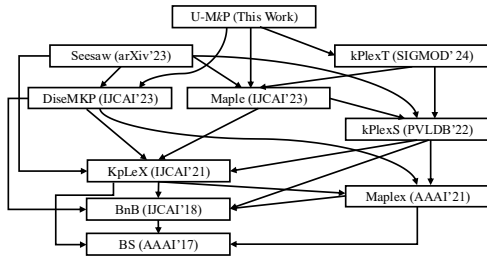 U-MkP (This Work)
Seesaw (arXiv'23)
kPlexT (SIGMOD'24)
DiseMKP (IJCAI'23)
Maple (IJCAI'23)
kPlexS (PVLDB'22)
KpLeX (IJCAI'21)
Maplex (AAAI'21)
BnB (IJCAI'18)
BS (AAAI'17)